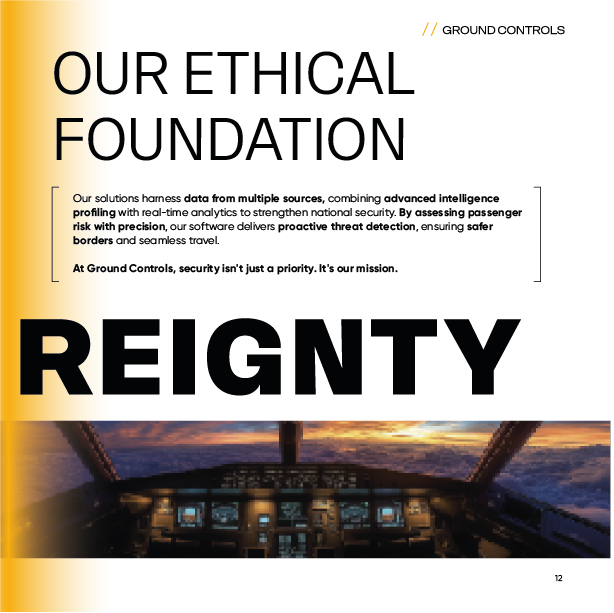 // GROUND CONTROLS
OUR ETHICAL
FOUNDATION
Our solutions harness data from multiple sources, combining advanced intelligence
profiling with real-time analytics to strengthen national security. By assessing passenger
risk with precision, our software delivers proactive threat detection, ensuring safer
borders and seamless travel.
At Ground Controls, security isn't just a priority. It's our mission.
REIGNTY
12